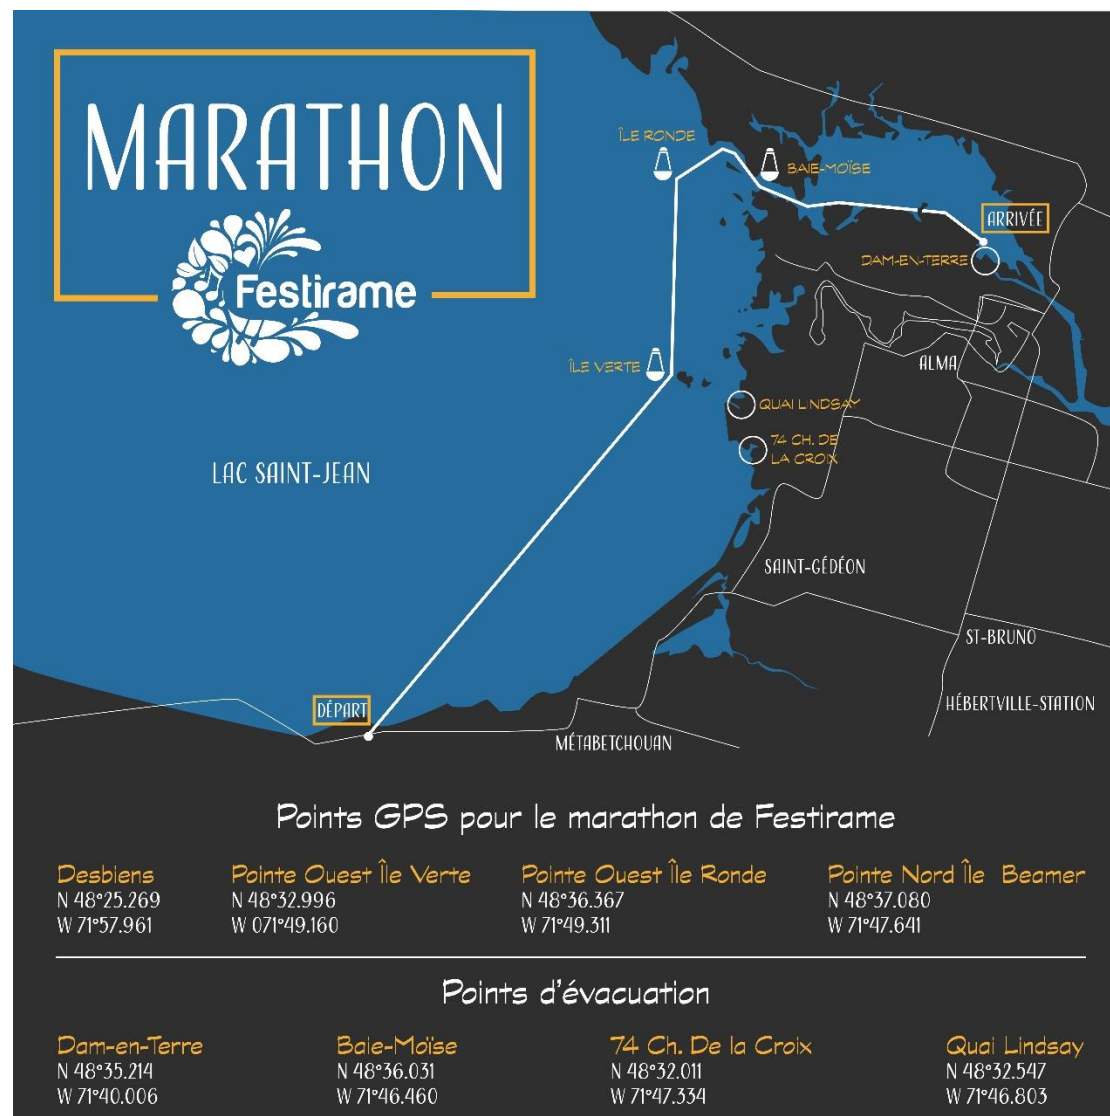 MARATHON
Festirame
ÎLE RONDE
BAIE-MOÏSE
ARRIVÉE
DAM-EN-TERRE
ÎLE VERTE
ALMA
QUAI LINDSAY
74 CH. DE
LA CROIX
LAC SAINT-JEAN
SAINT-GÉDÉON
ST-BRUNO
HÉBERTVILLE-STATION
DÉPART
MÉTABETCHOUAN
Points GPS pour le marathon de Festirame
Desbiens
N 48°25.269
W 71°57.961
Pointe Ouest Île Verte
N 48°32.996
W 071°49.160
Pointe Ouest Île Ronde
N 48°36.367
W 71°49.311
Pointe Nord Île Beamer
N 48°37.080
W 71°47.641
Points d'évacuation
Dam-en-Terre
N 48°35.214
W 71°40.006
Baie-Moïse
N 48°36.031
W 71°46.460
74 Ch. De la Croix
N 48°32.011
W 71°47.334
Quai Lindsay
N 48°32.547
W 71°46.803